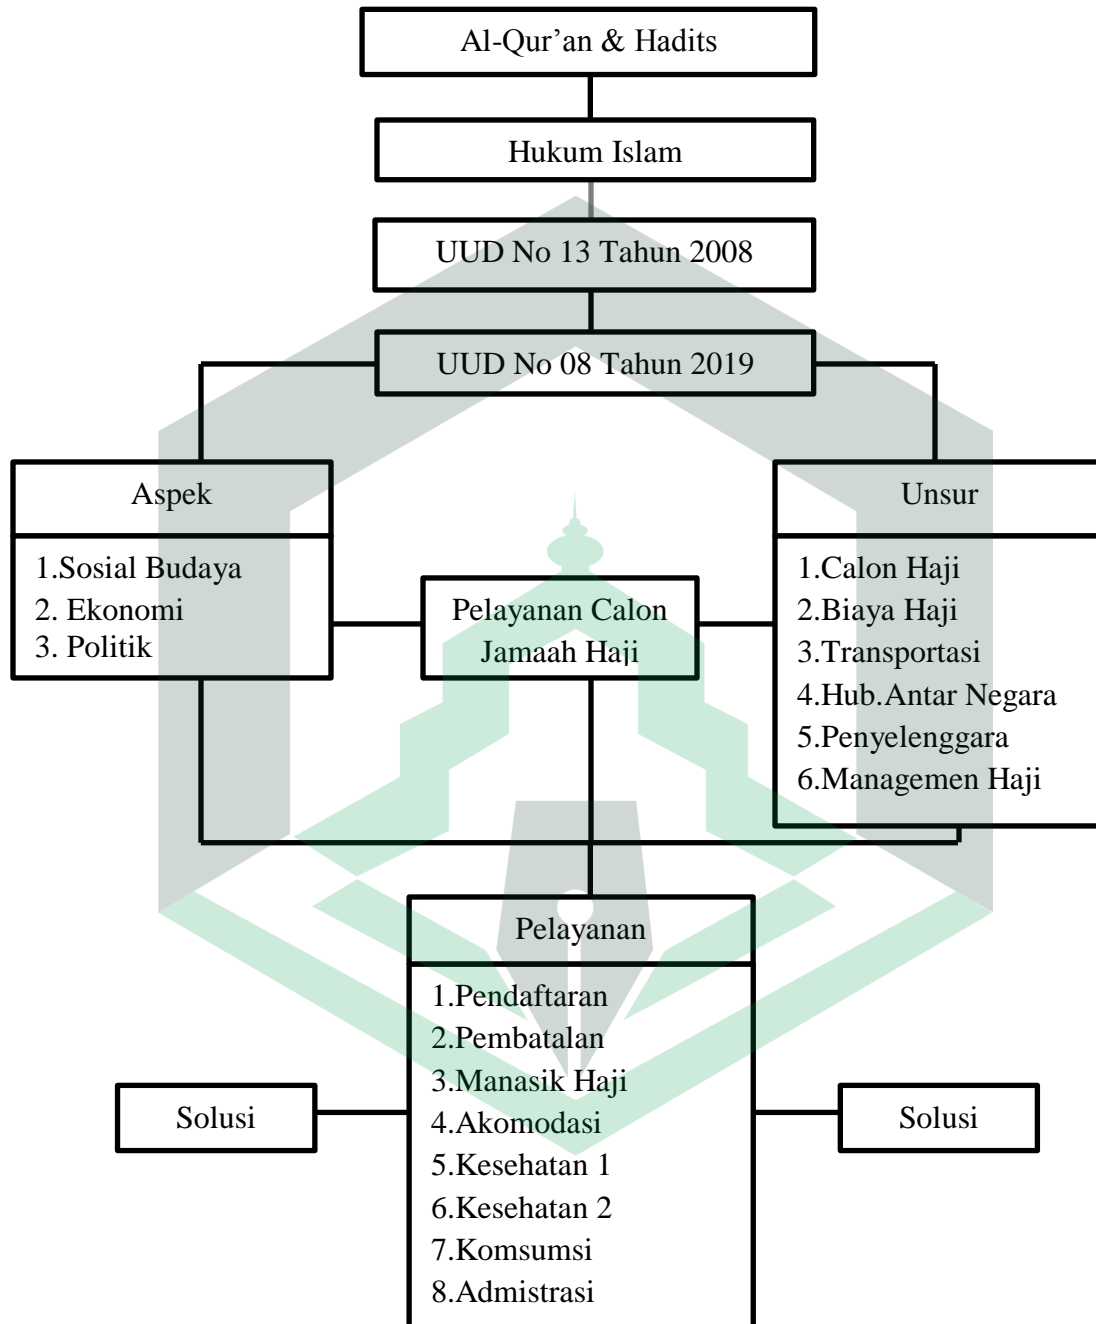 Al-Qur’an & Hadits
Hukum Islam
UUD No 13 Tahun 2008
UUD No 08 Tahun 2019
Aspek
1.Sosial Budaya
2. Ekonomi
3. Politik
Pelayanan Calon
Jamaah Haji
Unsur
1.Calon Haji
2.Biaya Haji
3.Transportasi
4.Hub.Antar Negara
5.Penyelenggara
6.Managemen Haji
Pelayanan
1.Pendaftaran
2.Pembatalan
3.Manasik Haji
4.Akomodasi
5.Kesehatan 1
6.Kesehatan 2
7.Komsumsi
8.Admistrasi
Solusi
Solusi